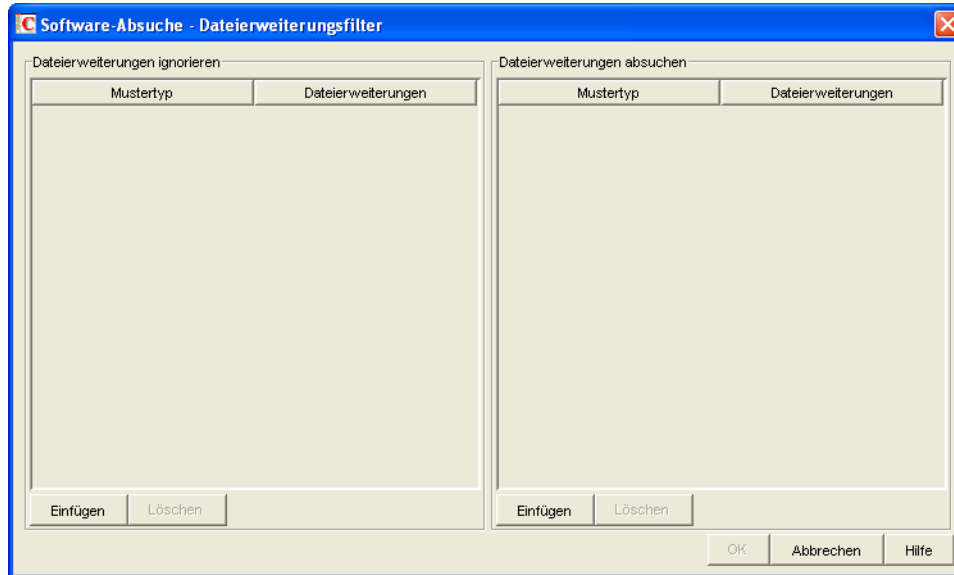 Software-Absuche - Dateierweiterungsfilter
Dateierweiterungen ignorieren
Mustertyp Dateierweiterungen
Einfügen Löschen
Dateierweiterungen absuchen
Mustertyp Dateierweiterungen
Einfügen Löschen
OK Abbrechen Hilfe